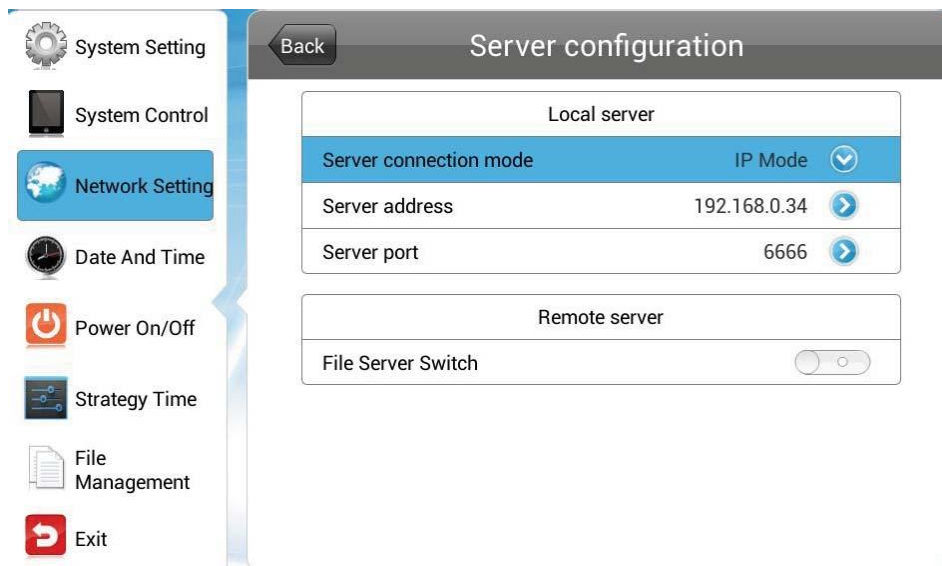 System Setting
System Control
Network Setting
Date And Time
Power On/Off
Strategy Time
File
Management
Exit
Back
Server configuration
Local server
Server connection mode IP Mode
Server address 192.168.0.34
Server port 6666
Remote server
File Server Switch